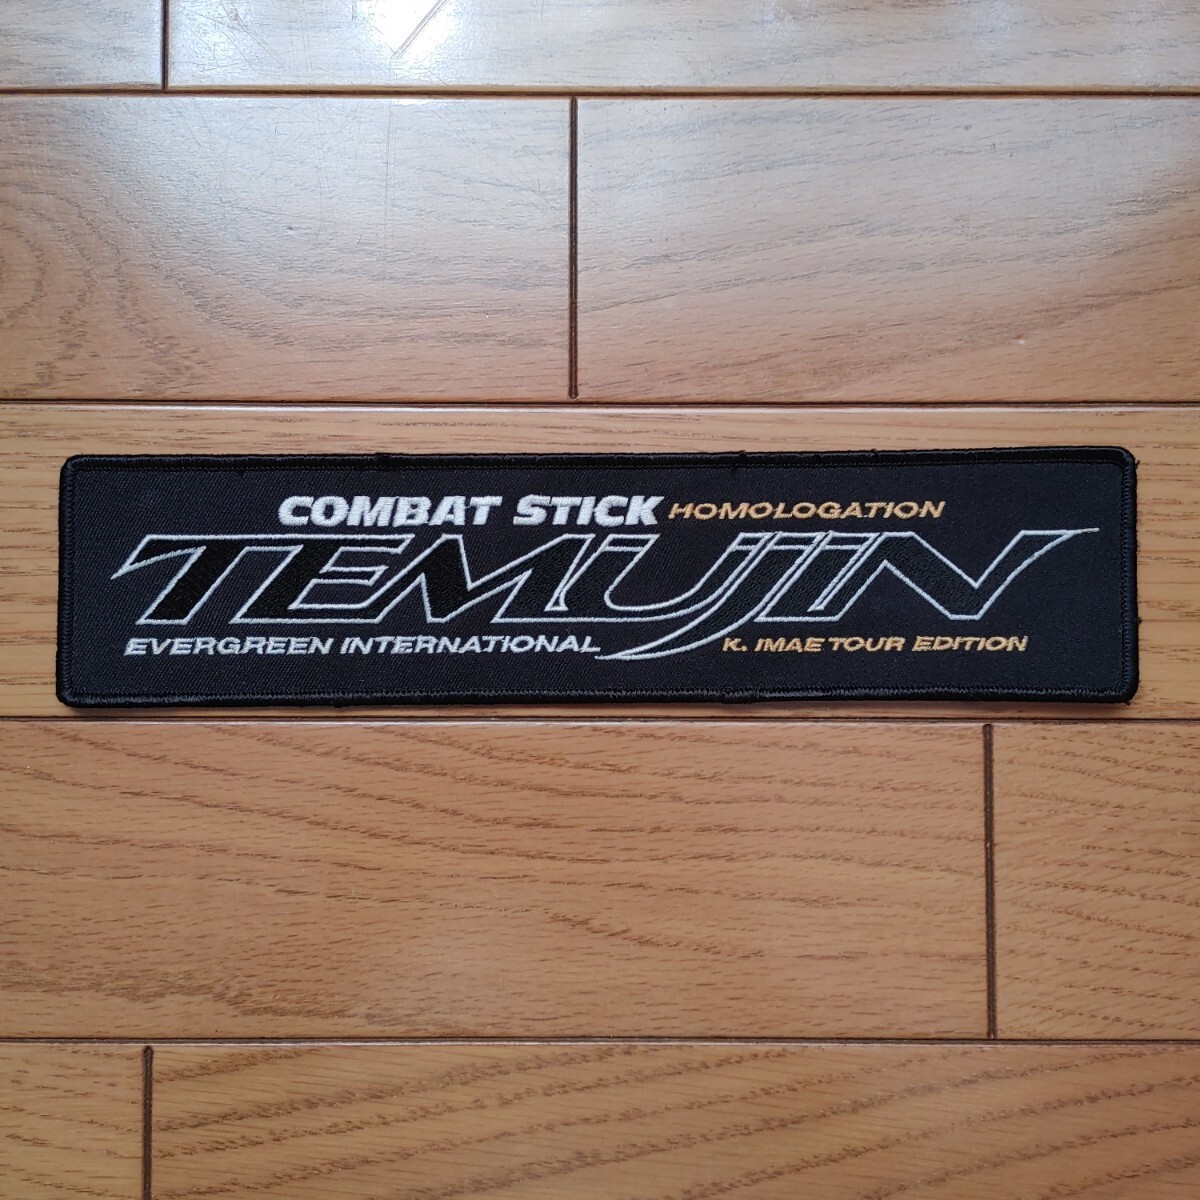 COMBAT STICK HOMOLOGATION
TEMUJIN
EVERGREEN INTERNATIONAL K. IMAE TOUR EDITION